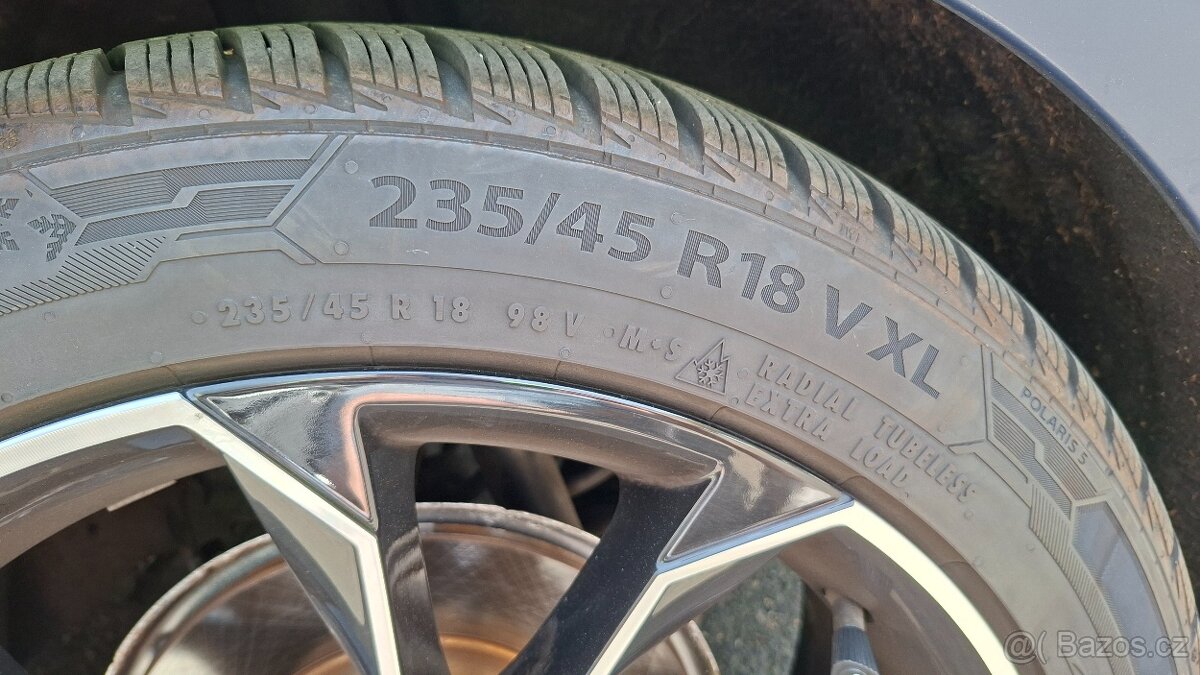 235/45 R18 V XL
235/45 R 18 98 V M+S RADIAL TUBELESS
EXTRA LOAD
POLARIS 5
Bazos.cz